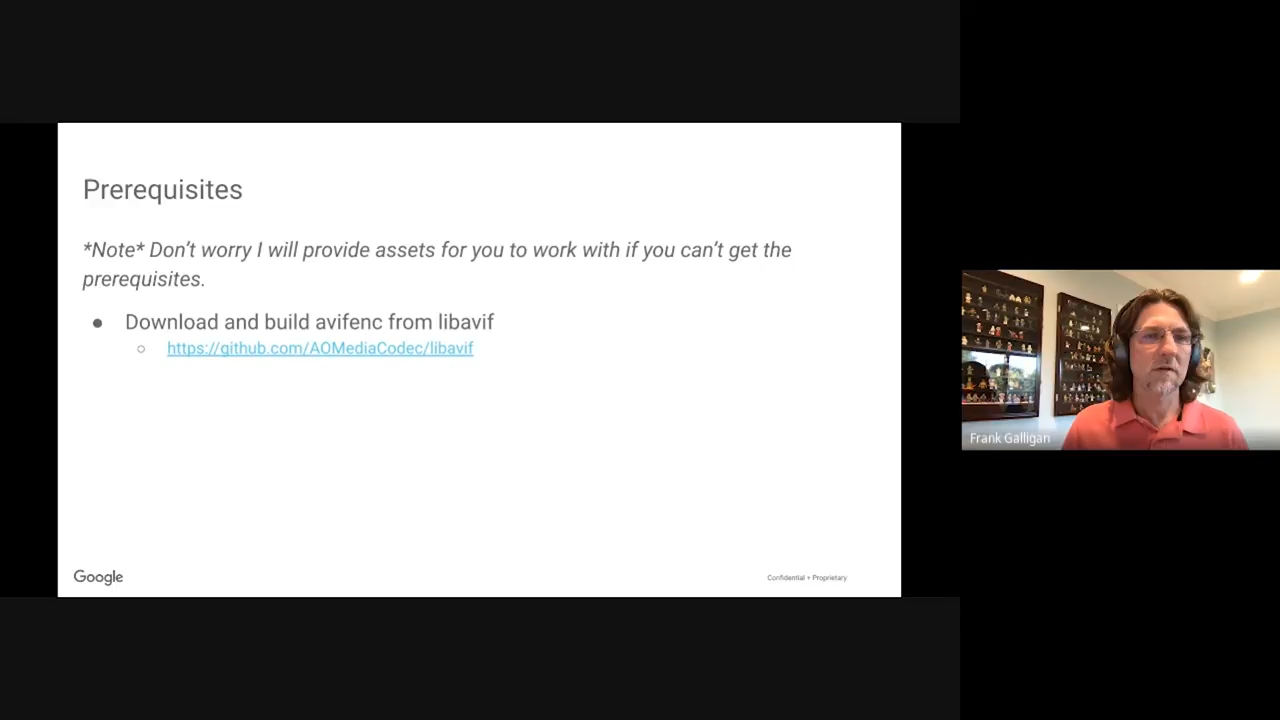 Prerequisites
*Note* Don’t worry I will provide assets for you to work with if you can’t get the
prerequisites.
● Download and build avifenc from libavif
○ https://github.com/AOMediaCodec/libavif
Google
Confidential + Proprietary
Frank Galligan